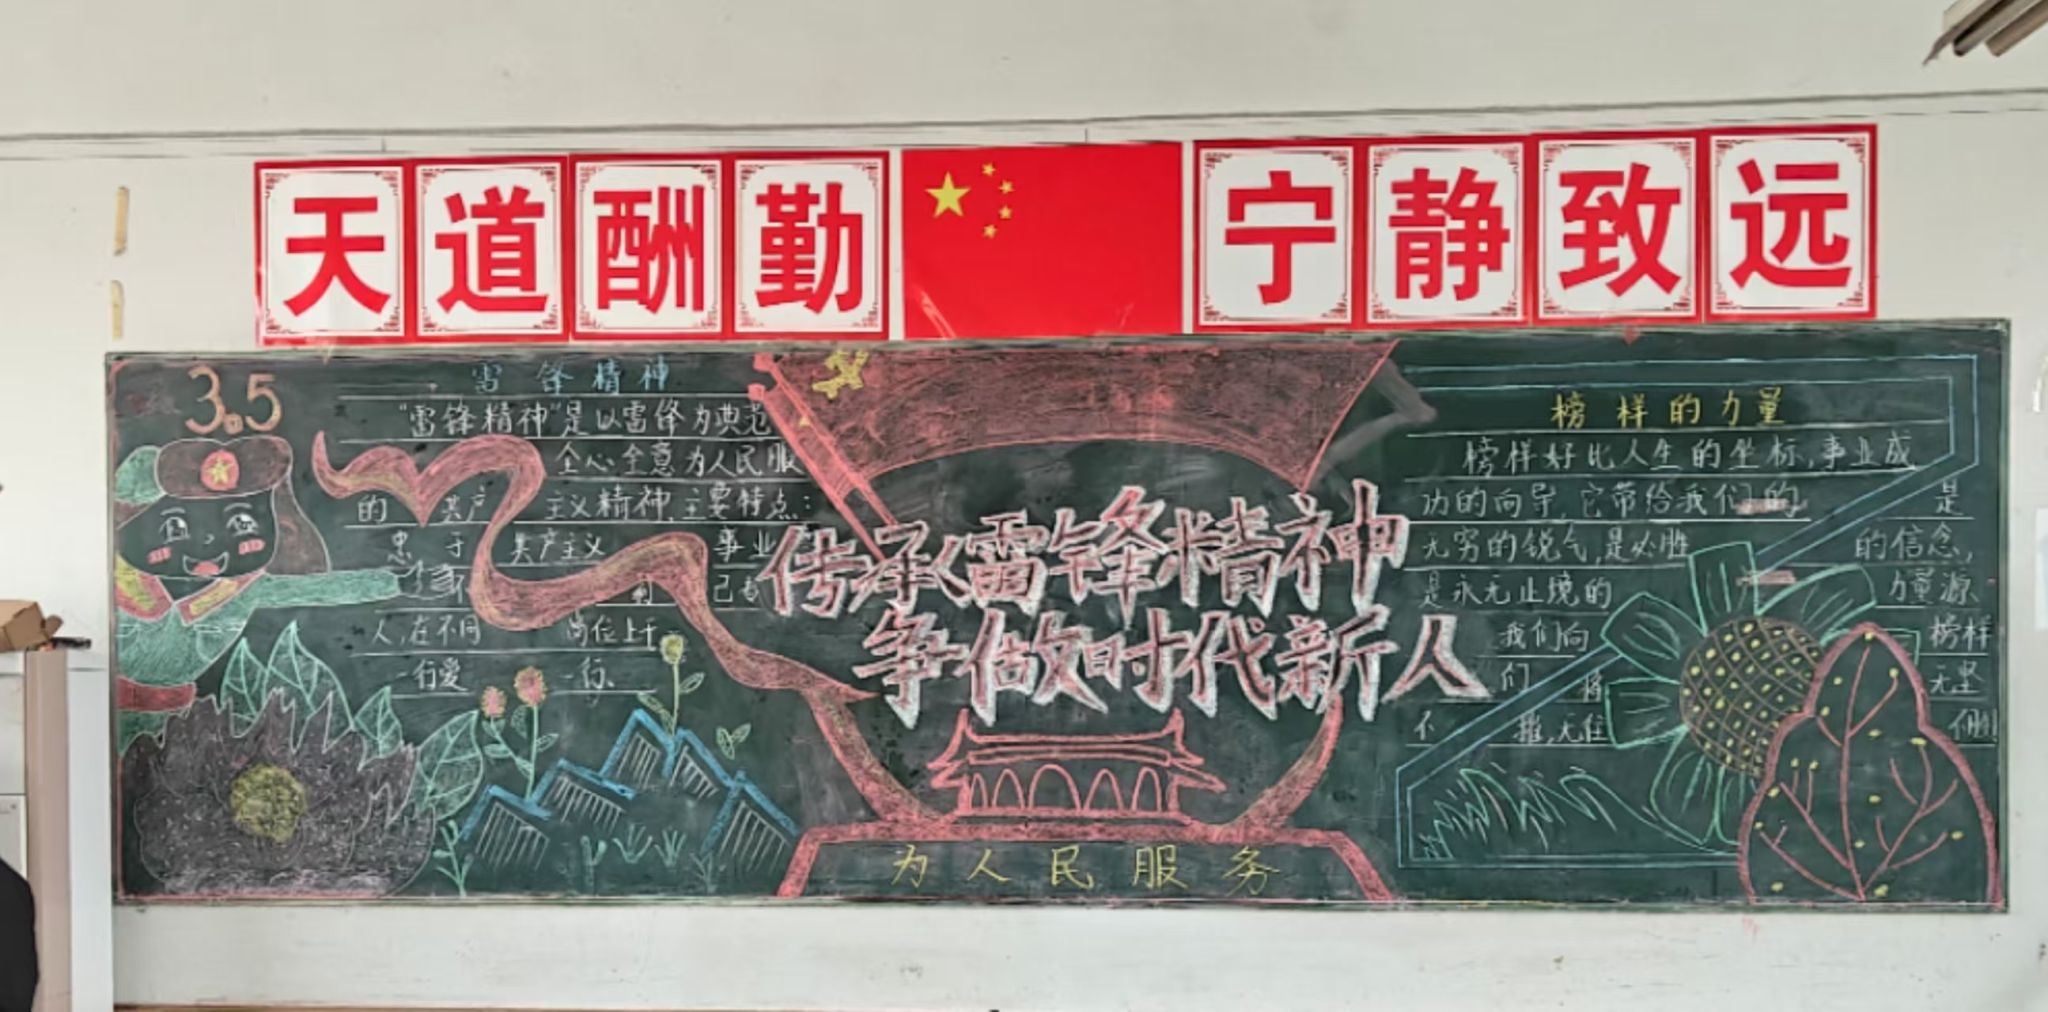 天道酬勤
宁静致远
3.5
雷锋精神
“雷锋精神”是以雷锋为典范
全心全意为人民服
的 共产 主义精神,主要特点:
忠于 共产主义 事业
己
人,在不同 岗位上千
行爱 一行、
传承雷锋精神
争做时代新人
为人民服务
榜样的力量
榜样好比人生的坐标,事业成
功的向导,它带给我们的, 是
无穷的锐气,是必胜 的信念,
是永无止境的 力量源
我们向 榜样
们 将 无坚
不 摧,无往